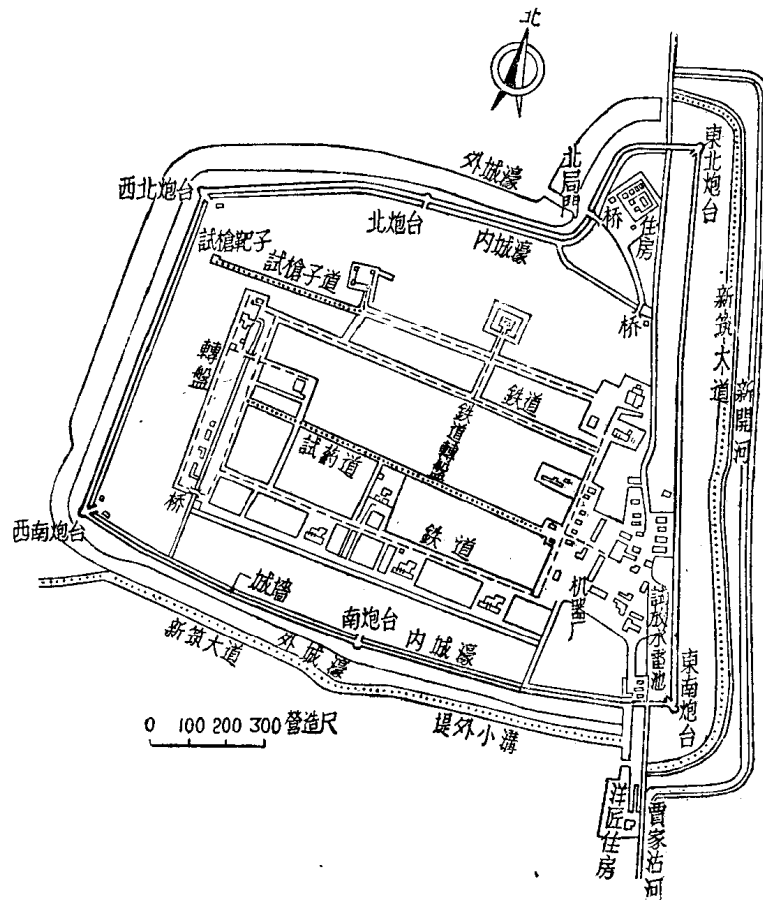 北
外城濠
北局門
東北炮台
西北炮台
北炮台
内城濠
桥
住房
試槍靶子
試槍子道
桥
新筑大道
新開河
轉盤
鉄道
鉄道轉盤
試葯道
桥
西南炮台
鉄道
机器厂
試放水雷池
城墙
南炮台
内城濠
新筑大道
外城濠
東南炮台
0 100 200 300 营造尺
堤外小溝
洋匠住房
賈家沽河